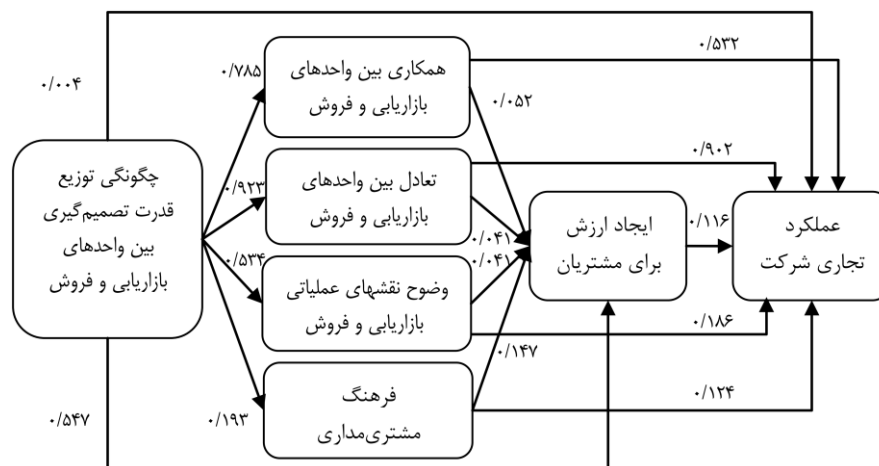 ۰/۵۳۲
۰/۰۰۴
۰/۷۸۵
همکاری بین واحدهای
بازاریابی و فروش
۰/۰۵۲
۰/۹۰۲
چگونگی توزیع
قدرت تصمیم‌گیری
بین واحدهای
بازاریابی و فروش
۰/۹۲۳
تعادل بین واحدهای
بازاریابی و فروش
۰/۰۴۱
ایجاد ارزش
برای مشتریان
۰/۱۱۶
عملکرد
تجاری شرکت
۰/۵۳۴
۰/۰۴۱
وضوح نقشهای عملیاتی
بازاریابی و فروش
۰/۱۸۶
۰/۱۴۷
۰/۵۴۷
۰/۱۹۳
فرهنگ
مشتری‌مداری
۰/۱۲۴